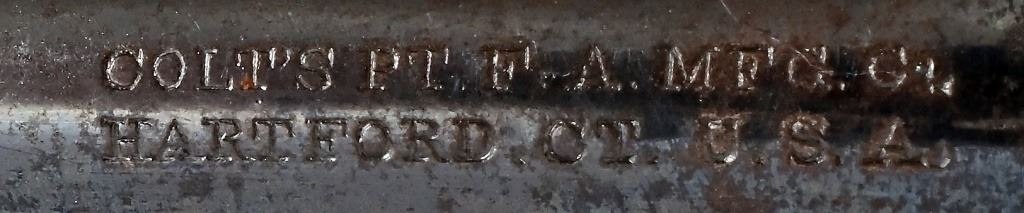 COLT'S PT. F. A. MFG. Co.
HARTFORD. CT. U.S.A.